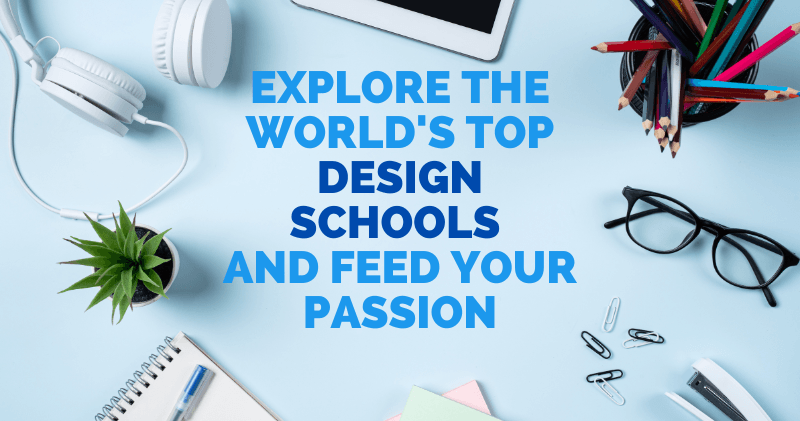 EXPLORE THE
WORLD'S TOP
DESIGN
SCHOOLS
AND FEED YOUR
PASSION